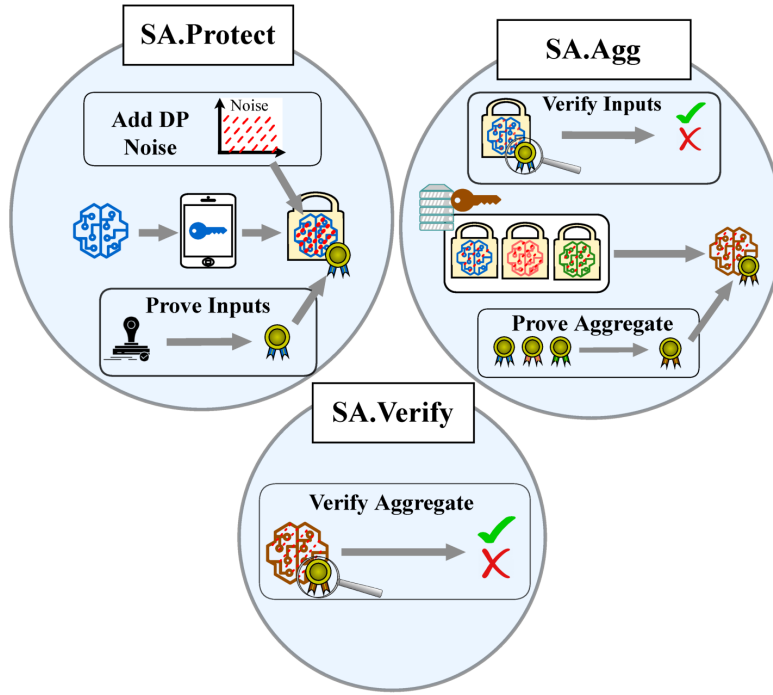 SA.Protect
Noise
Add DP
Noise
Prove Inputs
SA.Agg
Verify Inputs
Prove Aggregate
SA.Verify
Verify Aggregate